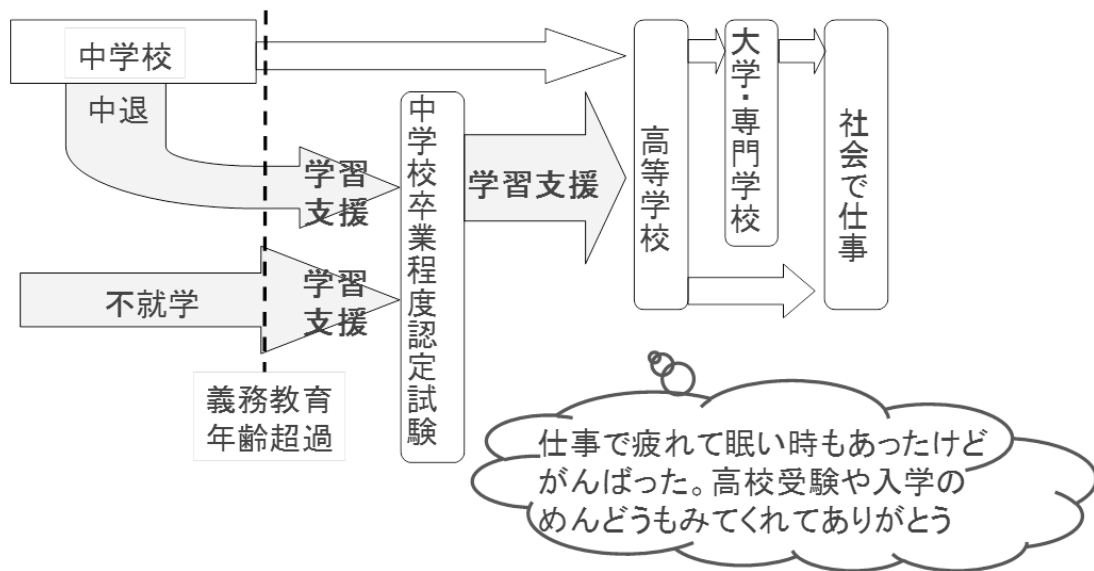 中学校
中退
学習
支援
不就学
学習
支援
義務教育
年齢超過
中学校卒業程度認定試験
学習支援
高等学校
大学・専門学校
社会で仕事
仕事で疲れて眠い時もあったけど
がんばった。高校受験や入学の
めんどうもみてくれてありがとう